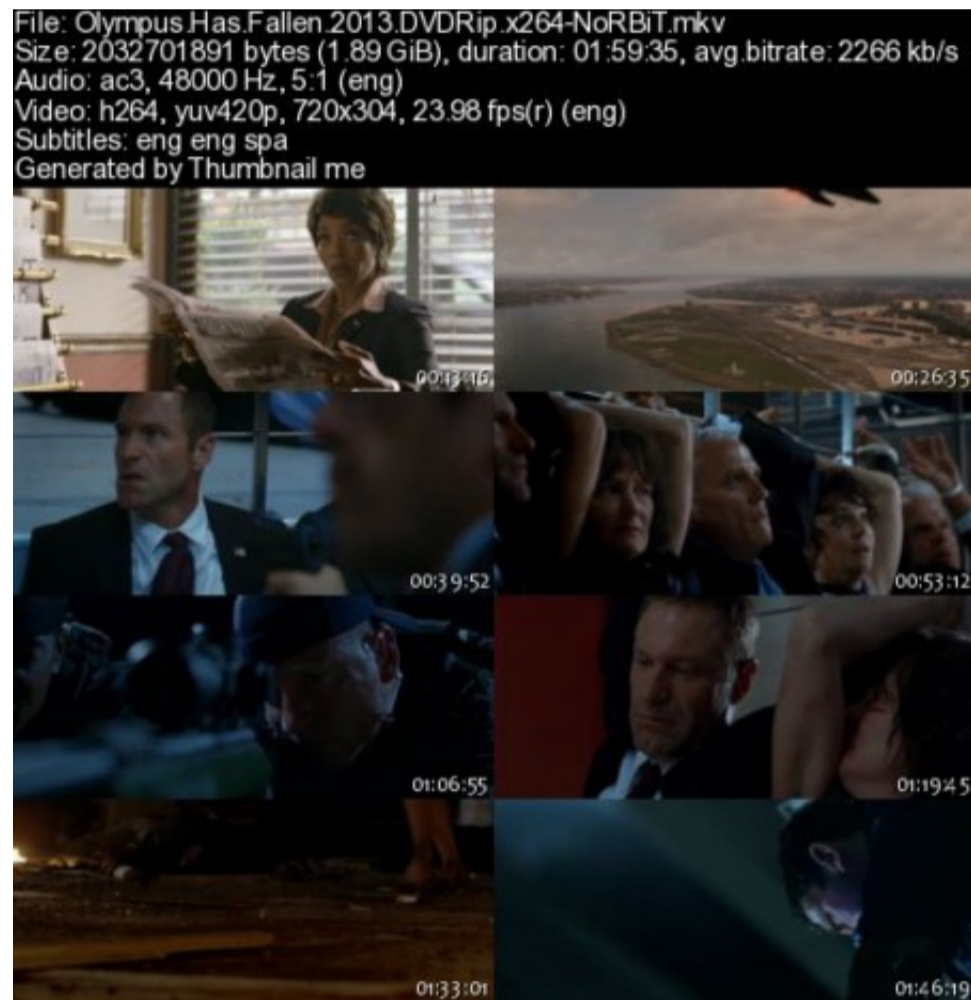 File: Olympus.Has.Fallen.2013.DVDRip.x264-NoRBiT.mkv
Size: 2032701891 bytes (1.89 GiB), duration: 01:59:35, avg.bitrate: 2266 kb/s
Audio: ac3, 48000 Hz, 5:1 (eng)
Video: h264, yuv420p, 720x304, 23.98 fps(r) (eng)
Subtitles: eng eng spa
Generated by Thumbnail me
00:13:16
00:26:35
00:39:52
00:53:12
01:06:55
01:19:45
01:33:01
01:46:19